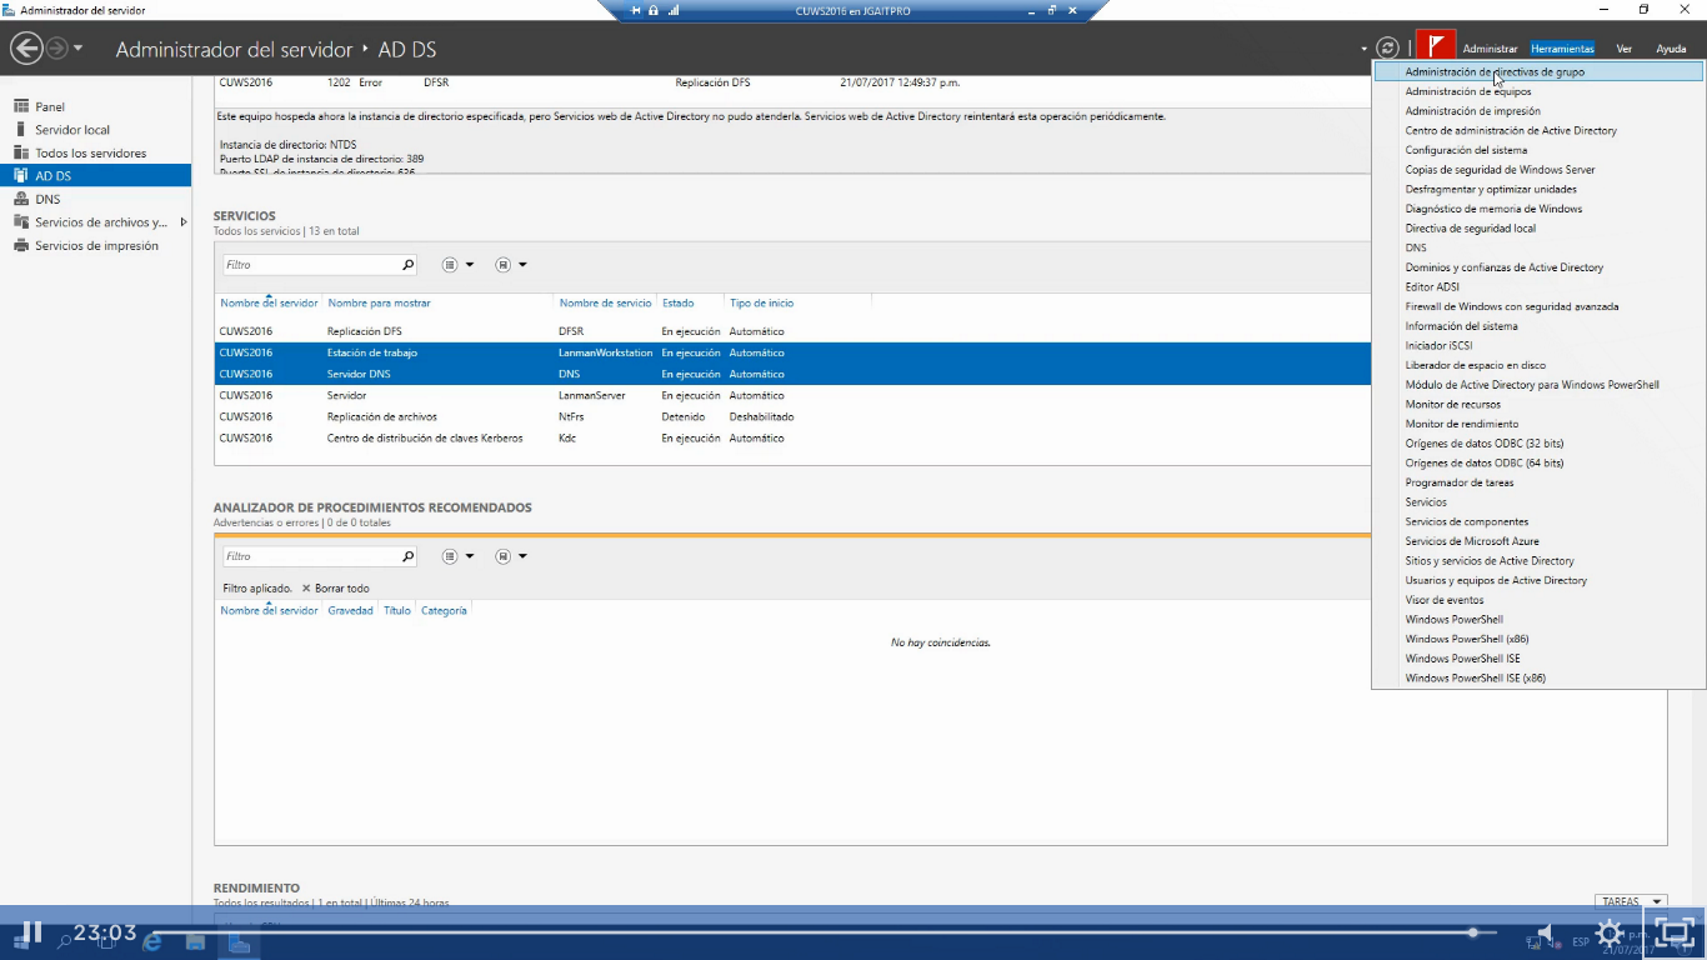 Administrador del servidor
CUWS2016 en JGAITPRO
Administrador del servidor
AD DS
Administrar
Herramientas
Ver
Ayuda
Panel
Servidor local
Todos los servidores
AD DS
DNS
Servicios de archivos y...
Servicios de impresión
CUWS2016 1202 Error DFSR Replicación DFS 21/07/2017 12:49:37 p.m.
Este equipo hospeda ahora la instancia de directorio especificada, pero Servicios web de Active Directory no pudo atenderla. Servicios web de Active Directory reintentará esta operación periódicamente.
Instancia de directorio: NTDS
Puerto LDAP de instancia de directorio: 389
Puerto SSL de instancia de directorio: 636
SERVICIOS
Todos los servicios | 13 en total
Filtro
Nombre del servidor Nombre para mostrar Nombre de servicio Estado Tipo de inicio
CUWS2016 Replicación DFS DFSR En ejecución Automático
CUWS2016 Estación de trabajo LanmanWorkstation En ejecución Automático
CUWS2016 Servidor DNS DNS En ejecución Automático
CUWS2016 Servidor LanmanServer En ejecución Automático
CUWS2016 Replicación de archivos NtFrs Detenido Deshabilitado
CUWS2016 Centro de distribución de claves Kerberos Kdc En ejecución Automático
ANALIZADOR DE PROCEDIMIENTOS RECOMENDADOS
Advertencias o errores | 0 de 0 totales
Filtro
Filtro aplicado. Borrar todo
Nombre del servidor Gravedad Título Categoría
No hay coincidencias.
RENDIMIENTO
Todos los resultados | 1 en total | Últimas 24 horas
TAREAS
Administración de directivas de grupo
Administración de equipos
Administración de impresión
Centro de administración de Active Directory
Configuración del sistema
Copias de seguridad de Windows Server
Desfragmentar y optimizar unidades
Diagnóstico de memoria de Windows
Directiva de seguridad local
DNS
Dominios y confianzas de Active Directory
Editor ADSI
Firewall de Windows con seguridad avanzada
Información del sistema
Iniciador iSCSI
Liberador de espacio en disco
Módulo de Active Directory para Windows PowerShell
Monitor de recursos
Monitor de rendimiento
Orígenes de datos ODBC (32 bits)
Orígenes de datos ODBC (64 bits)
Programador de tareas
Servicios
Servicios de componentes
Servicios de Microsoft Azure
Sitios y servicios de Active Directory
Usuarios y equipos de Active Directory
Visor de eventos
Windows PowerShell
Windows PowerShell (x86)
Windows PowerShell ISE
Windows PowerShell ISE (x86)
23:03
ESP
p.m.
21/07/2017